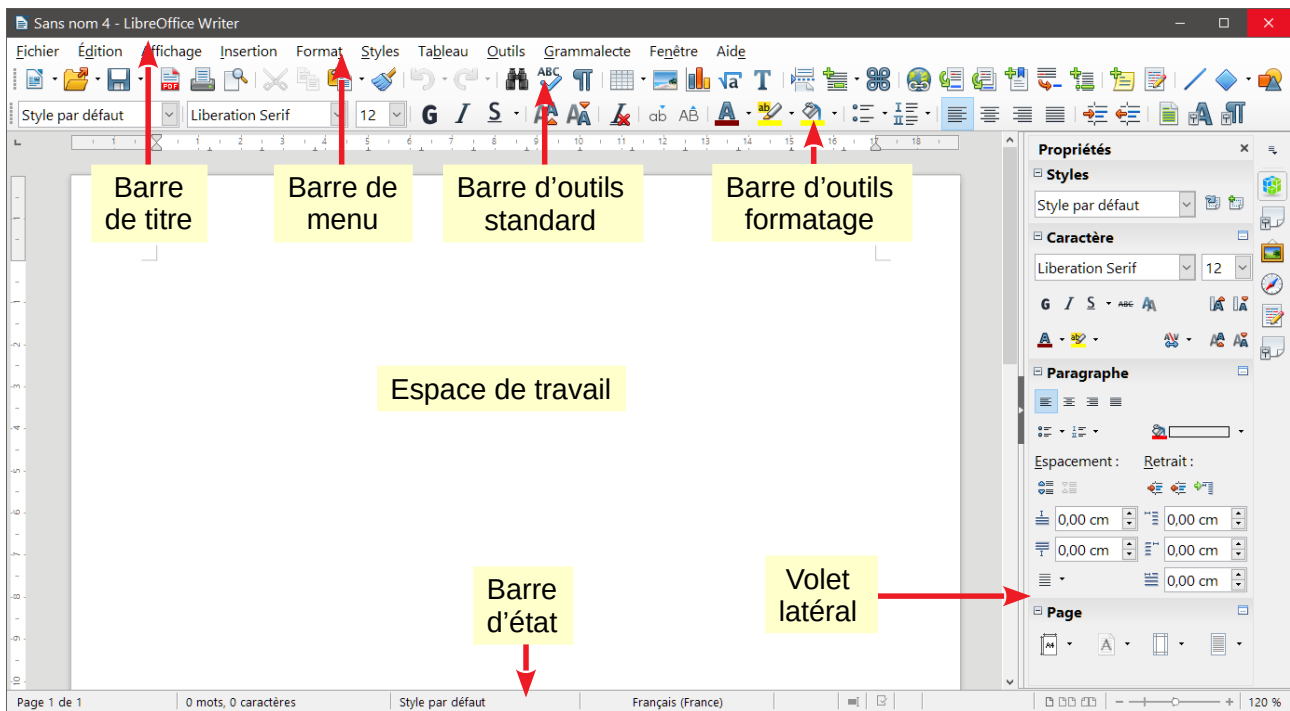 Sans nom 4 - LibreOffice Writer
Fichier Édition Affichage Insertion Format Styles Tableau Outils Grammalecte Fenêtre Aide
Style par défaut Liberation Serif 12 G I S
Propriétés
Styles
Style par défaut
Caractère
Liberation Serif 12
G I S ABC
Paragraphe
Espacement : Retrait :
0,00 cm 0,00 cm
0,00 cm 0,00 cm
0,00 cm
Page
Barre
de titre
Barre de
menu
Barre d’outils
standard
Barre d’outils
formatage
Espace de travail
Barre
d’état
Volet
latéral
Page 1 de 1 0 mots, 0 caractères Style par défaut Français (France) 120 %